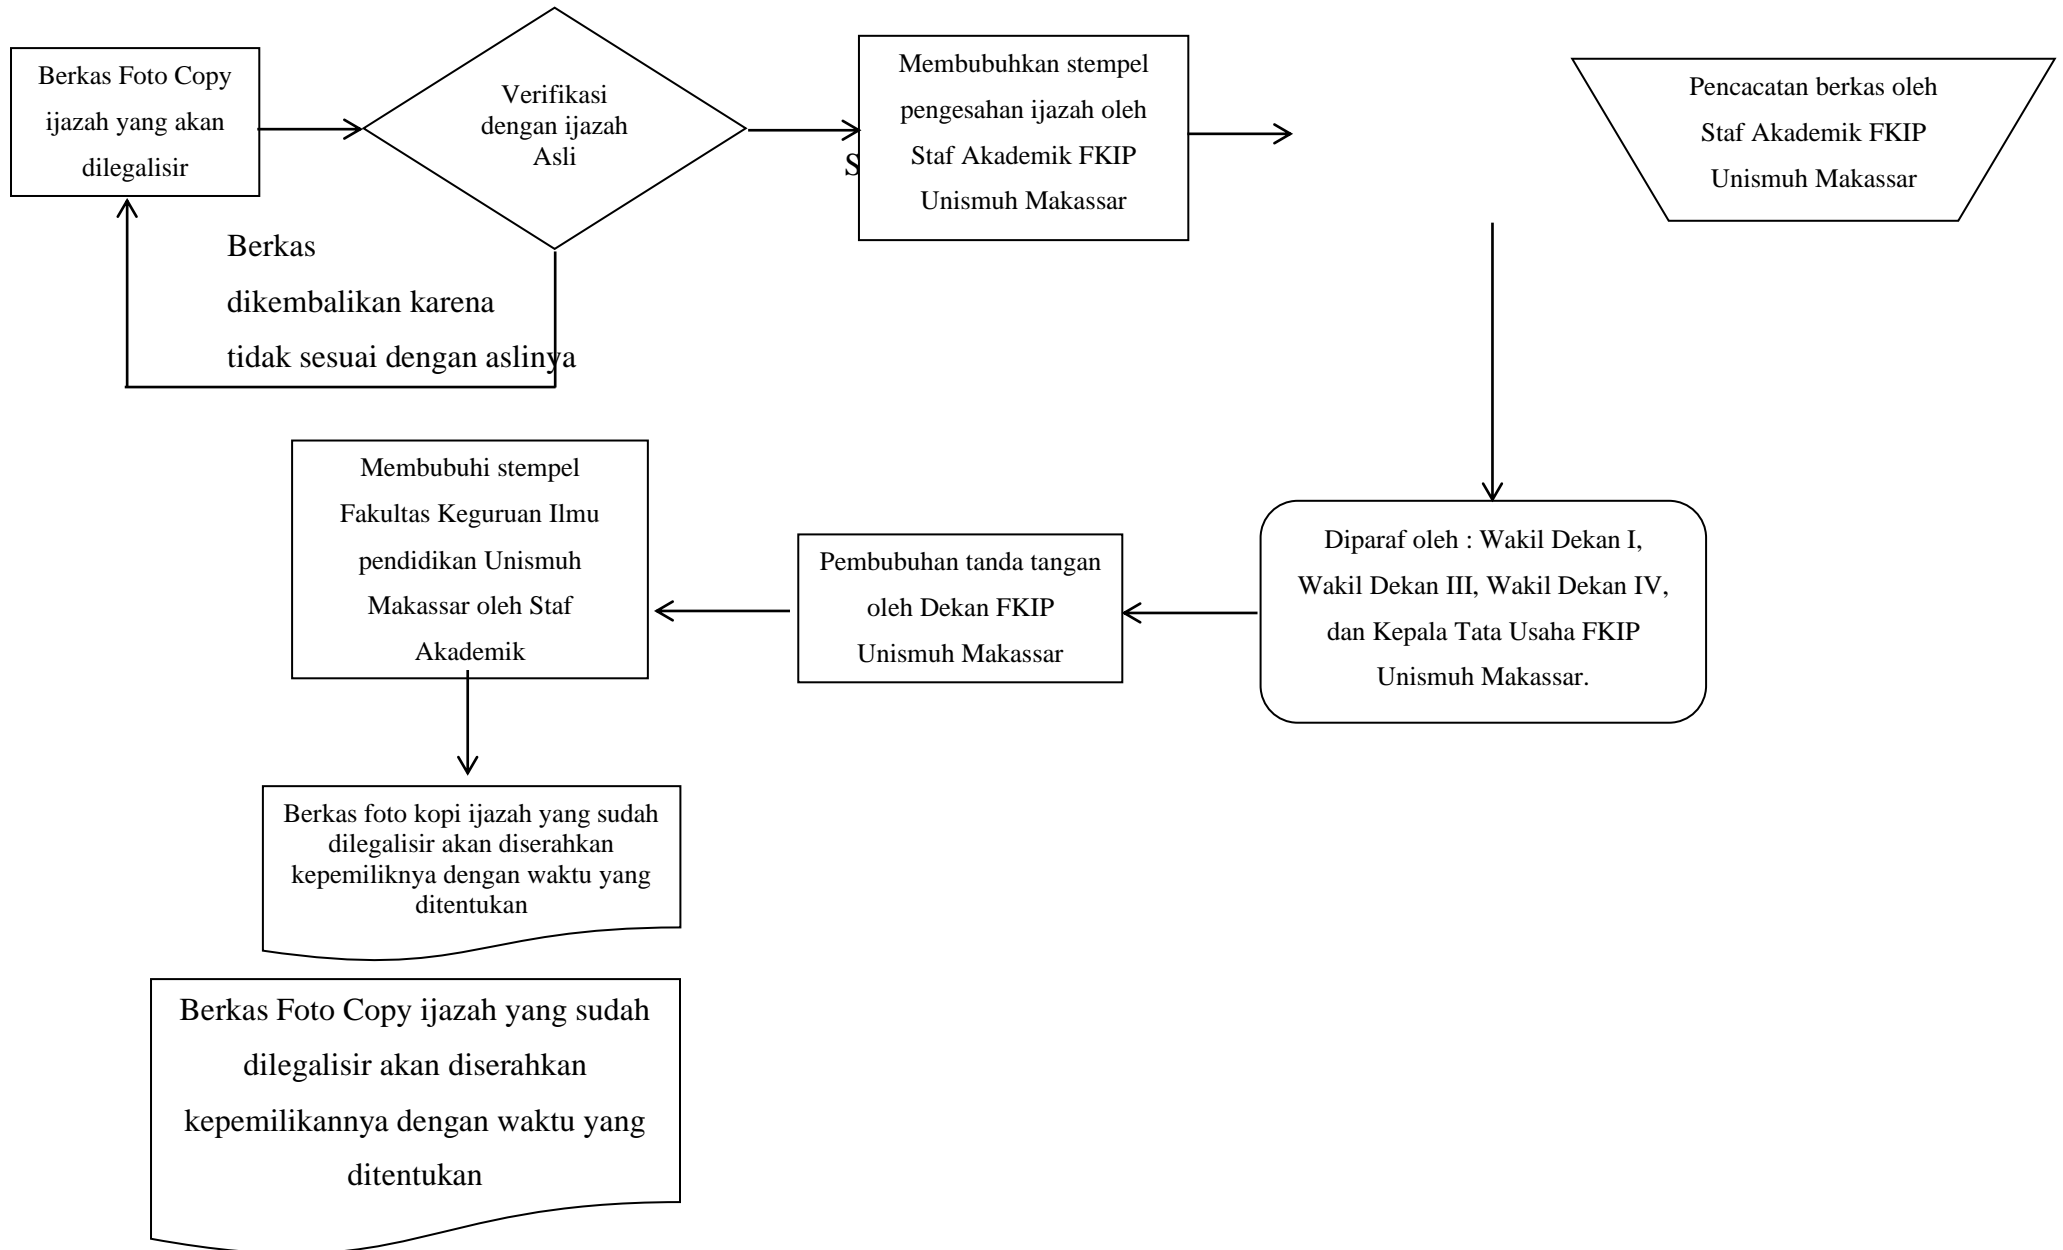 Berkas Foto Copy
ijazah yang akan
dilegalisir
Verifikasi
dengan ijazah
Asli
S
Membubuhkan stempel
pengesahan ijazah oleh
Staf Akademik FKIP
Unismuh Makassar
Pencacatan berkas oleh
Staf Akademik FKIP
Unismuh Makassar
Berkas
dikembalikan karena
tidak sesuai dengan aslinya
Diparaf oleh : Wakil Dekan I,
Wakil Dekan III, Wakil Dekan IV,
dan Kepala Tata Usaha FKIP
Unismuh Makassar.
Pembubuhan tanda tangan
oleh Dekan FKIP
Unismuh Makassar
Membubuhi stempel
Fakultas Keguruan Ilmu
pendidikan Unismuh
Makassar oleh Staf
Akademik
Berkas foto kopi ijazah yang sudah
dilegalisir akan diserahkan
kepemiliknya dengan waktu yang
ditentukan
Berkas Foto Copy ijazah yang sudah
dilegalisir akan diserahkan
kepemilikannya dengan waktu yang
ditentukan